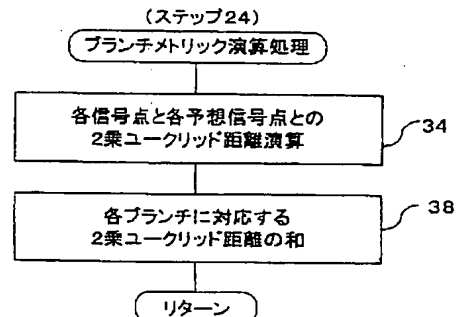 (ステップ24)
ブランチメトリック演算処理
各信号点と各予想信号点との
2乗ユークリッド距離演算
34
各ブランチに対応する
2乗ユークリッド距離の和
38
リターン